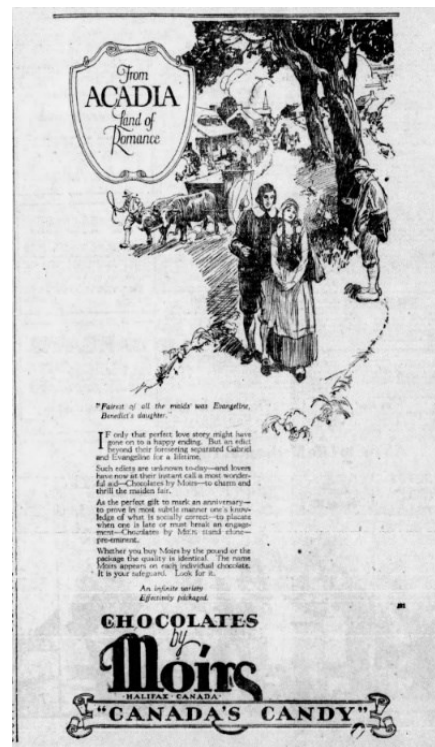 From
ACADIA
Land of
Romance
"Fairest of all the maids was Evangeline,
Benedict's daughter."
IF only that perfect love story might have
gone on to a happy ending. But an edict
beyond their foreseeing separated Gabriel
and Evangeline for a lifetime.
Such edicts are unknown to-day—and lovers
have now at their instant call a most wonder-
ful aid—Chocolates by Moirs—to charm and
thrill the maiden fair.
As the perfect gift to mark an anniversary—
to prove in most subtle manner one's know-
ledge of what is socially correct—to placate
when one is late or must break an engage-
ment—Chocolates by Moirs stand alone—
pre-eminent.
Whether you buy Moirs by the pound or the
package the quality is identical. The name
Moirs appears on each individual chocolate.
It is your safeguard. Look for it.
An infinite variety
Effectively packaged.
CHOCOLATES
by
Moirs
HALIFAX · CANADA
"CANADA'S CANDY"